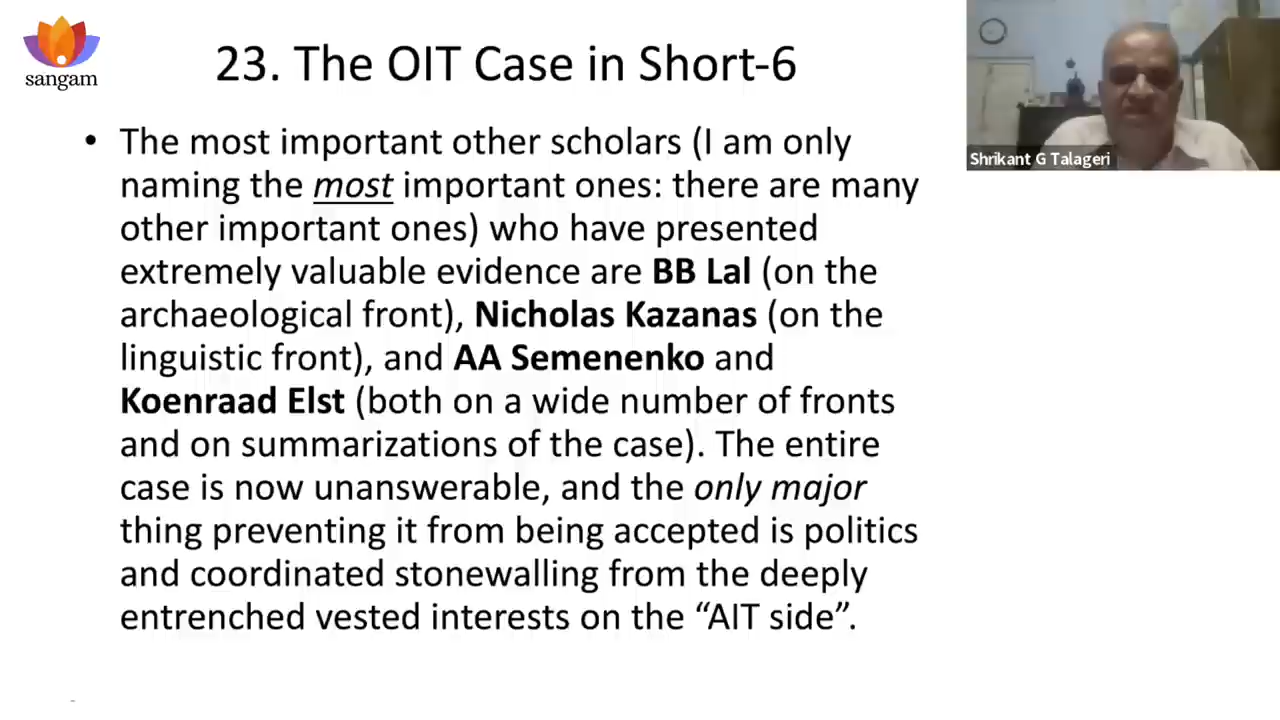 sangam
23. The OIT Case in Short-6
Shrikant G Talageri
• The most important other scholars (I am only
naming the most important ones: there are many
other important ones) who have presented
extremely valuable evidence are BB Lal (on the
archaeological front), Nicholas Kazanas (on the
linguistic front), and AA Semenenko and
Koenraad Elst (both on a wide number of fronts
and on summarizations of the case). The entire
case is now unanswerable, and the only major
thing preventing it from being accepted is politics
and coordinated stonewalling from the deeply
entrenched vested interests on the “AIT side”.